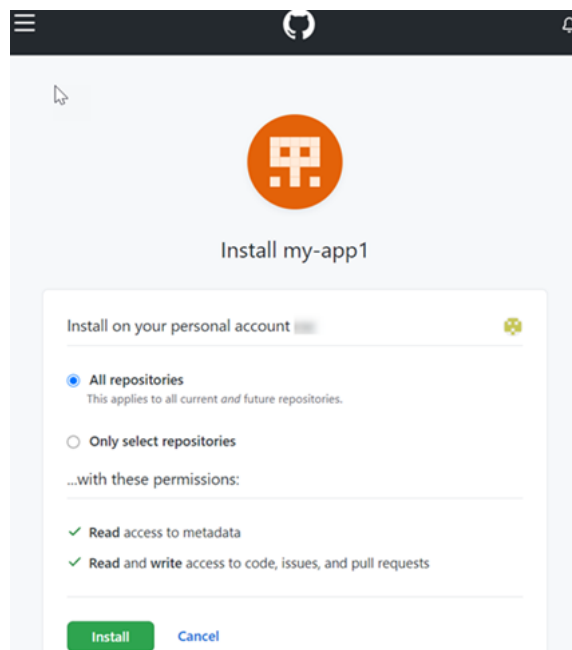 Install my-app1
Install on your personal account
All repositories
This applies to all current and future repositories.
Only select repositories
...with these permissions:
Read access to metadata
Read and write access to code, issues, and pull requests
Install Cancel